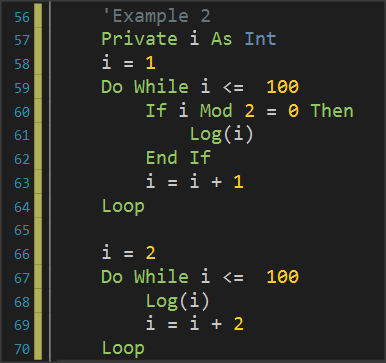 56 'Example 2
57 Private i As Int
58 i = 1
59 Do While i <=  100
60     If i Mod 2 = 0 Then
61         Log(i)
62     End If
63     i = i + 1
64 Loop
65
66 i = 2
67 Do While i <=  100
68     Log(i)
69     i = i + 2
70 Loop